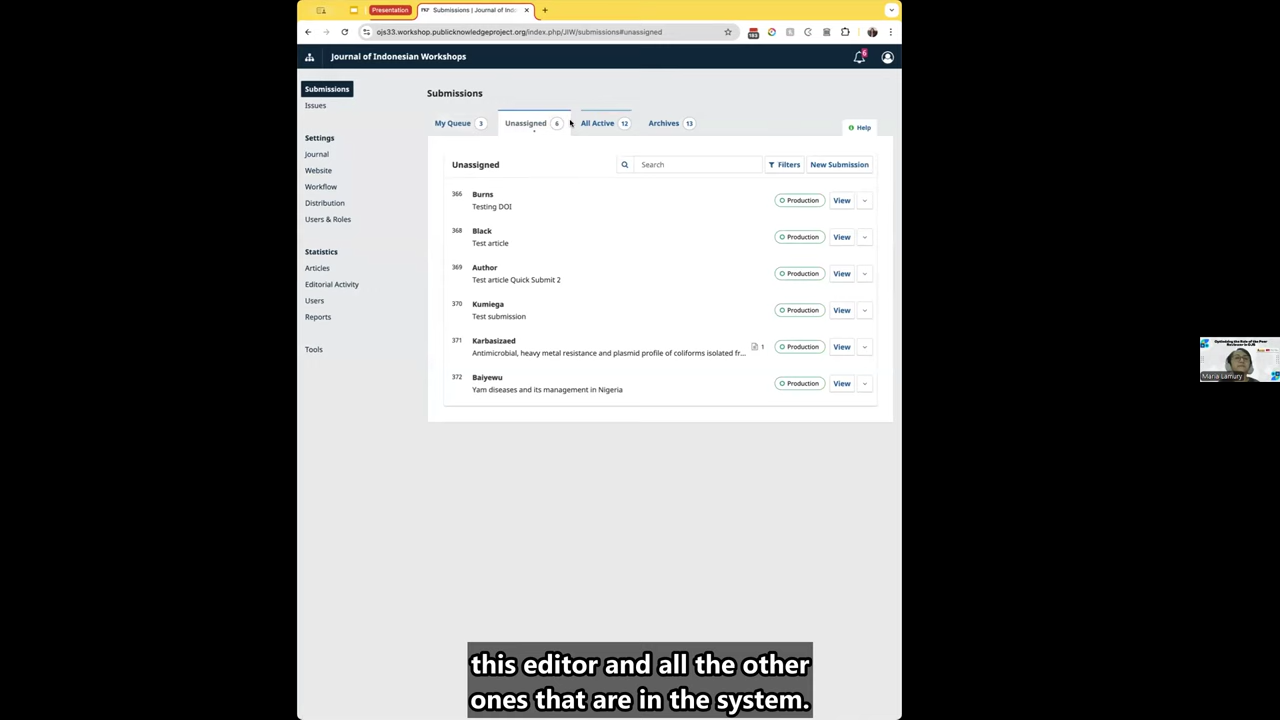 Presentation
Submissions | Journal of Indo
ojs33.workshop.publicknowledgeproject.org/index.php/JIW/submissions#unassigned
Journal of Indonesian Workshops
6
Submissions
Issues
Settings
Journal
Website
Workflow
Distribution
Users & Roles
Statistics
Articles
Editorial Activity
Users
Reports
Tools
Submissions
My Queue 3
Unassigned 6
All Active 12
Archives 13
Help
Unassigned
Search
Filters
New Submission
366 Burns
Testing DOI
Production View
368 Black
Test article
Production View
369 Author
Test article Quick Submit 2
Production View
370 Kumiega
Test submission
Production View
371 Karbasizaed
Antimicrobial, heavy metal resistance and plasmid profile of coliforms isolated fr...
1 Production View
372 Baiyewu
Yam diseases and its management in Nigeria
Production View
Maria Lamury
this editor and all the other
ones that are in the system.